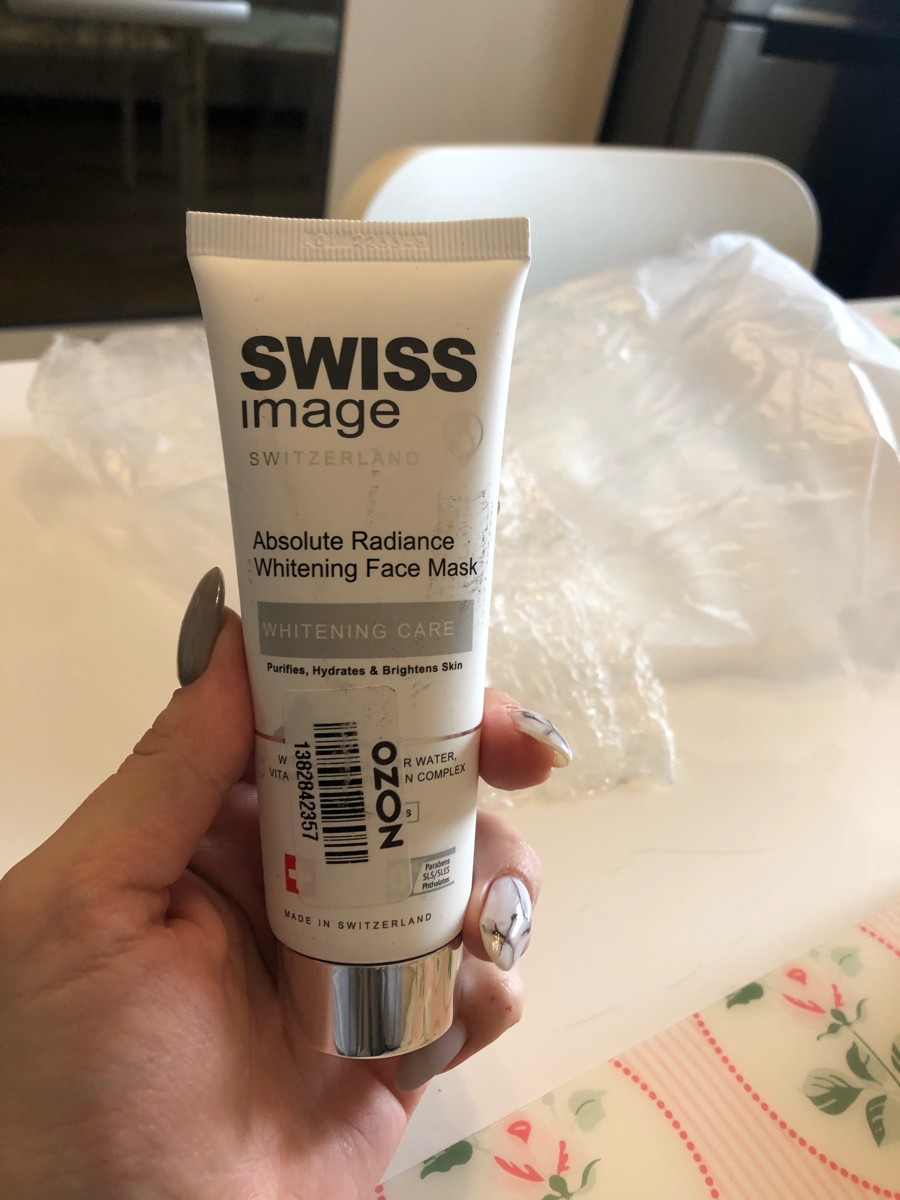 SWISS
image
SWITZERLAND
Absolute Radiance
Whitening Face Mask
WHITENING CARE
Purifies, Hydrates & Brightens Skin
R WATER,
VITA N COMPLEX
1382842357
OZON
Parabens
SLS/SLES
Phthalates
MADE IN SWITZERLAND